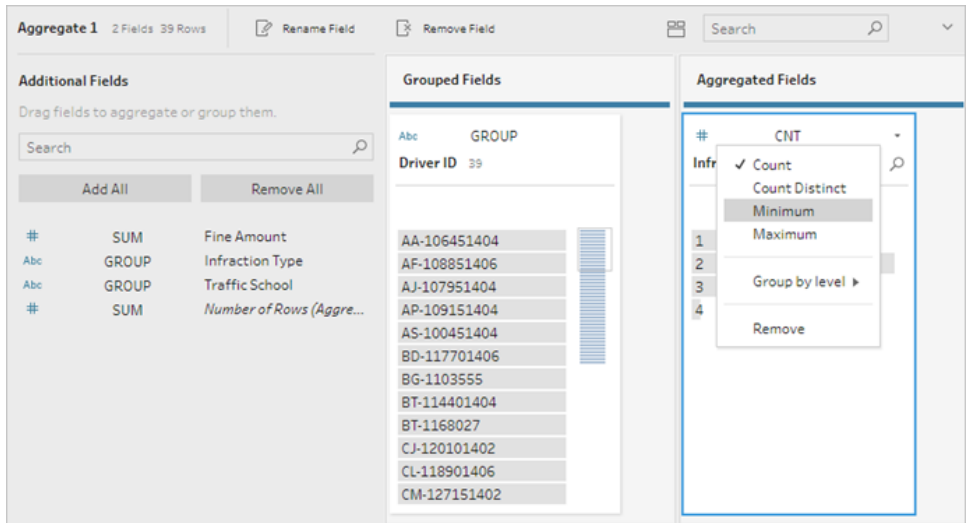 Aggregate 1 2 Fields 39 Rows Rename Field Remove Field Search
Additional Fields
Drag fields to aggregate or group them.
Search
Add All Remove All
# SUM Fine Amount
Abc GROUP Infraction Type
Abc GROUP Traffic School
# SUM Number of Rows (Aggre...
Grouped Fields
Abc GROUP
Driver ID 39
AA-106451404
AF-108851406
AJ-107951404
AP-109151404
AS-100451404
BD-117701406
BG-1103555
BT-114401404
BT-1168027
CJ-120101402
CL-118901406
CM-127151402
Aggregated Fields
# CNT
Infr
1
2
3
4
✓ Count
Count Distinct
Minimum
Maximum
Group by level
Remove